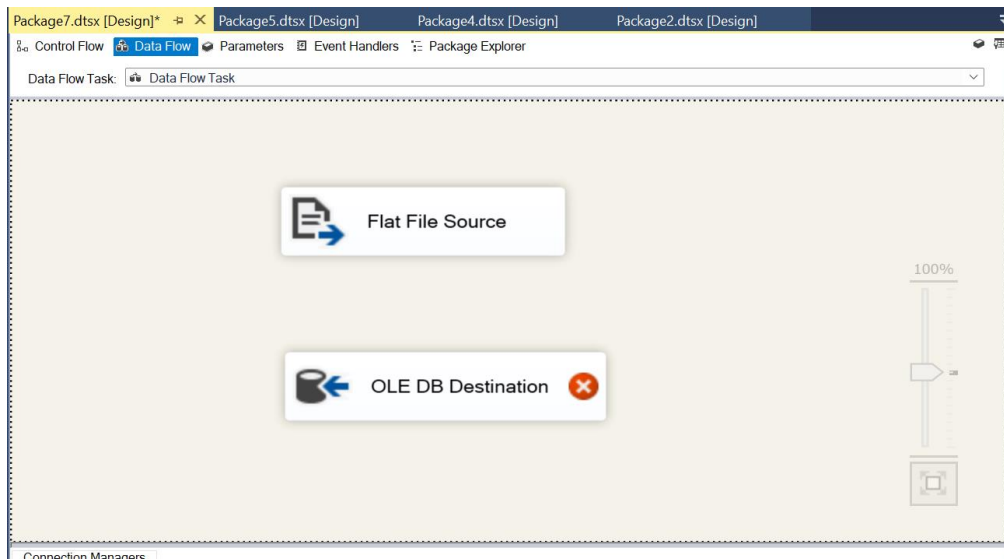 Package7.dtsx [Design]* Package5.dtsx [Design] Package4.dtsx [Design] Package2.dtsx [Design]
Control Flow Data Flow Parameters Event Handlers Package Explorer
Data Flow Task: Data Flow Task
Flat File Source
100%
OLE DB Destination
Connection Managers